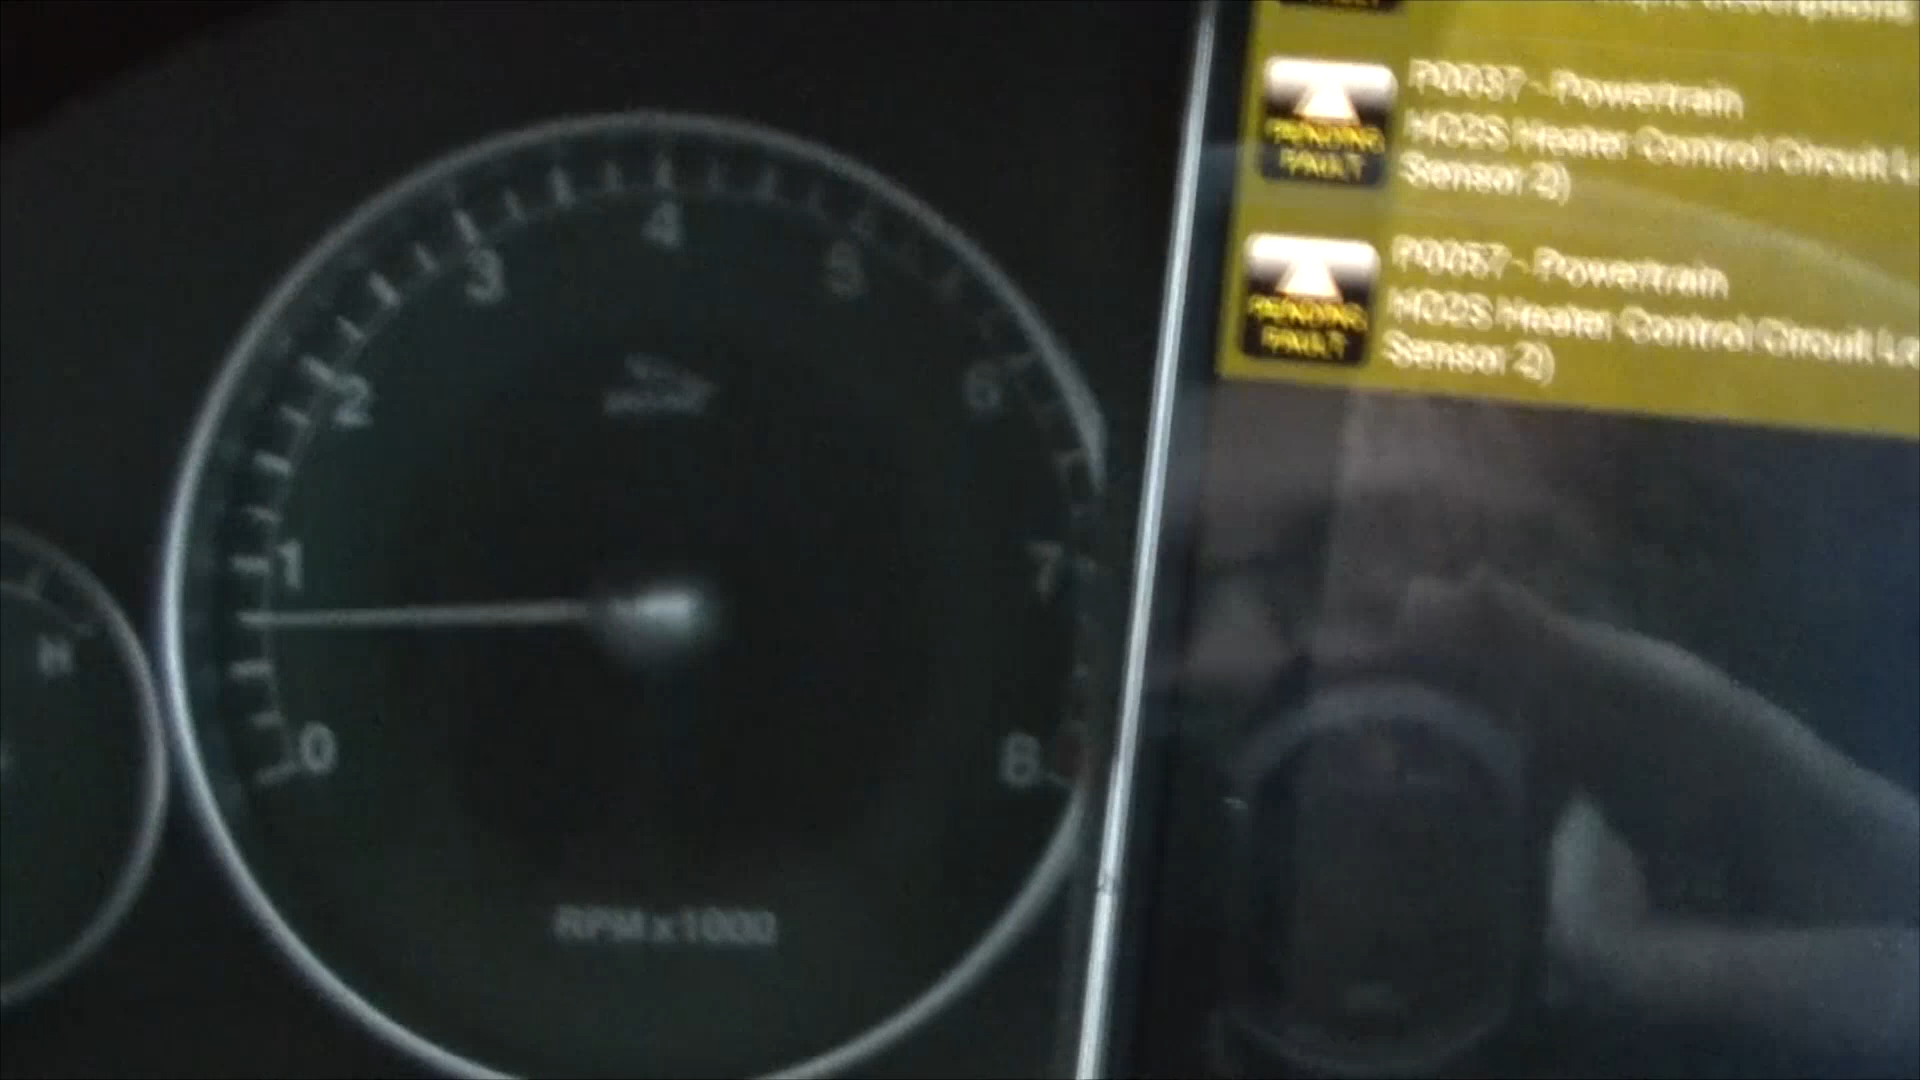 PENDING FAULT
P0037 - Powertrain
HO2S Heater Control Circuit
Sensor 2)
PENDING FAULT
P0057 - Powertrain
HO2S Heater Control Circuit
Sensor 2)
0
1
2
3
4
5
6
7
8
JAGUAR
RPM x 1000
H